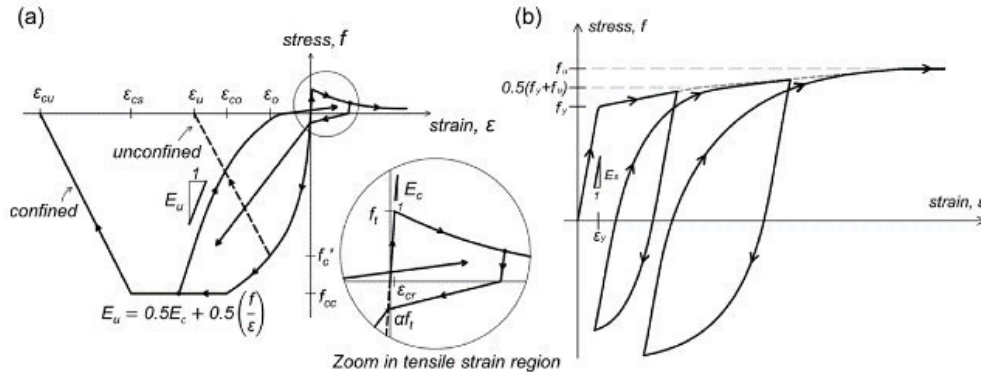 (a)
stress, f
ε_cu
ε_cs
ε_u
ε_co
ε_o
strain, ε
unconfined
confined
1
E_u
E_u = 0.5E_c + 0.5(f/ε)
f_c'
f_cc
E_c
1
f_t
ε_cr
αf_t
Zoom in tensile strain region
(b)
stress, f
f_u
0.5(f_y+f_u)
f_y
E_s
1
ε_y
strain, ε